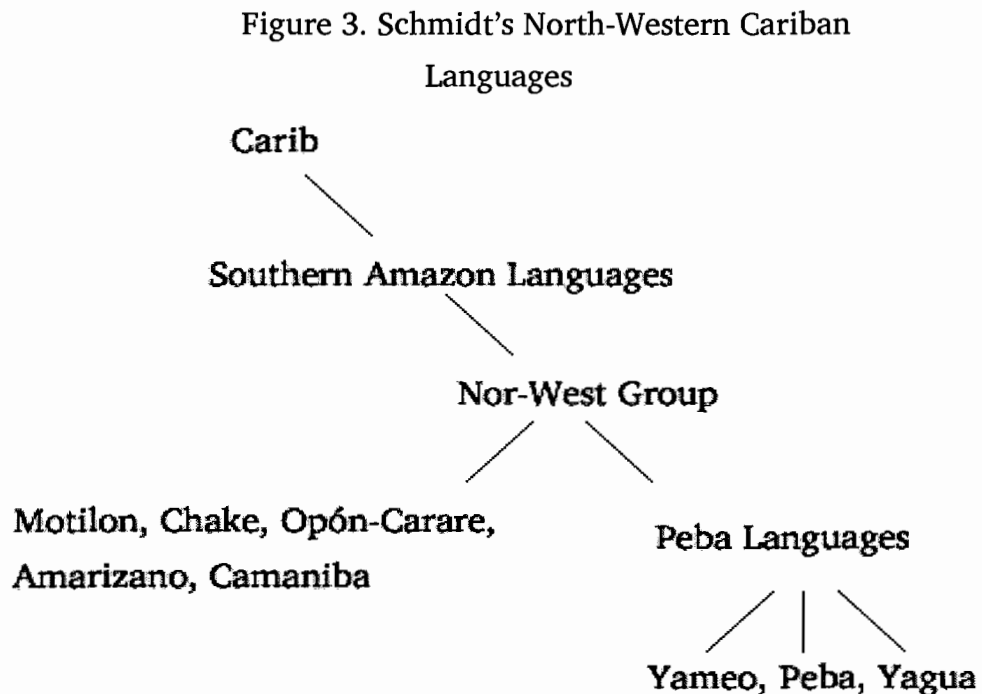 Figure 3. Schmidt's North-Western Cariban
Languages
Carib
Southern Amazon Languages
Nor-West Group
Motilon, Chake, Opón-Carare,
Amarizano, Camaniba
Peba Languages
Yameo, Peba, Yagua